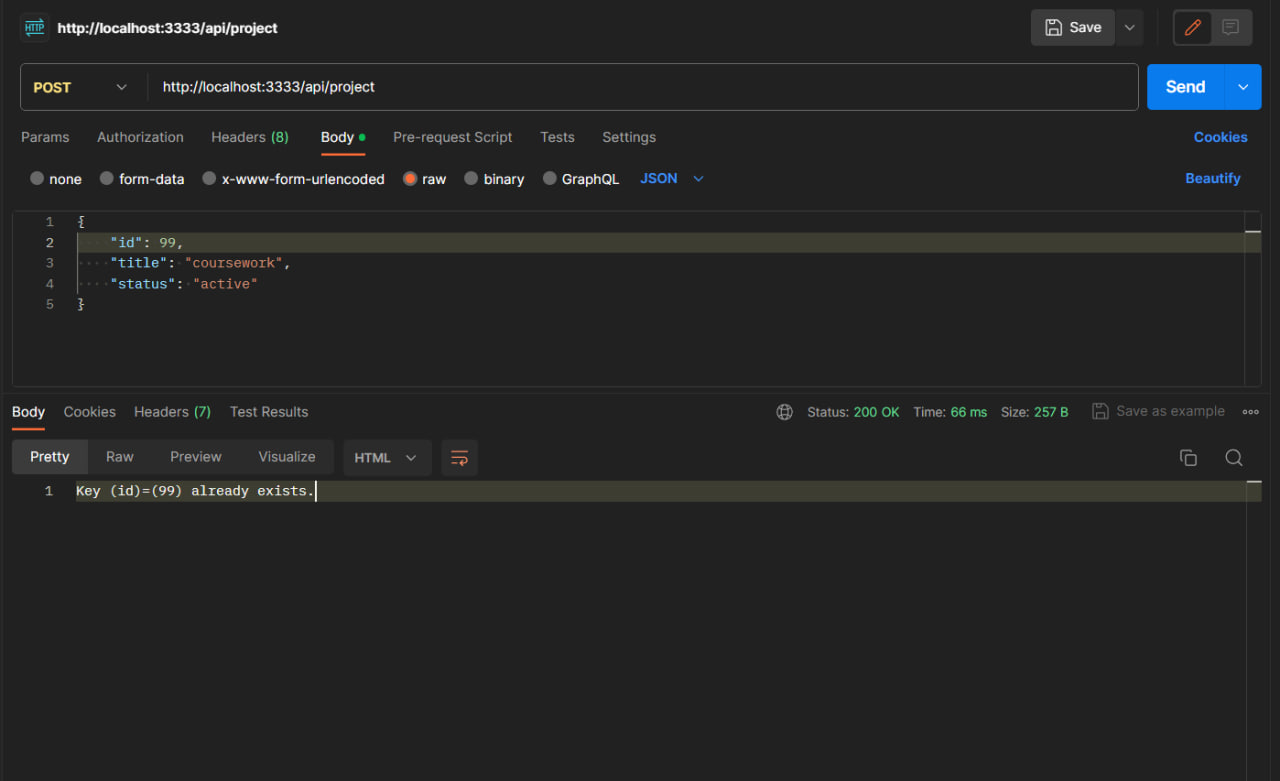 HTTP http://localhost:3333/api/project Save
POST http://localhost:3333/api/project Send
Params Authorization Headers (8) Body Pre-request Script Tests Settings Cookies
none form-data x-www-form-urlencoded raw binary GraphQL JSON Beautify
1 {
2 "id": 99,
3 "title": "coursework",
4 "status": "active"
5 }
Body Cookies Headers (7) Test Results Status: 200 OK Time: 66 ms Size: 257 B Save as example
Pretty Raw Preview Visualize HTML
1 Key (id)=(99) already exists.